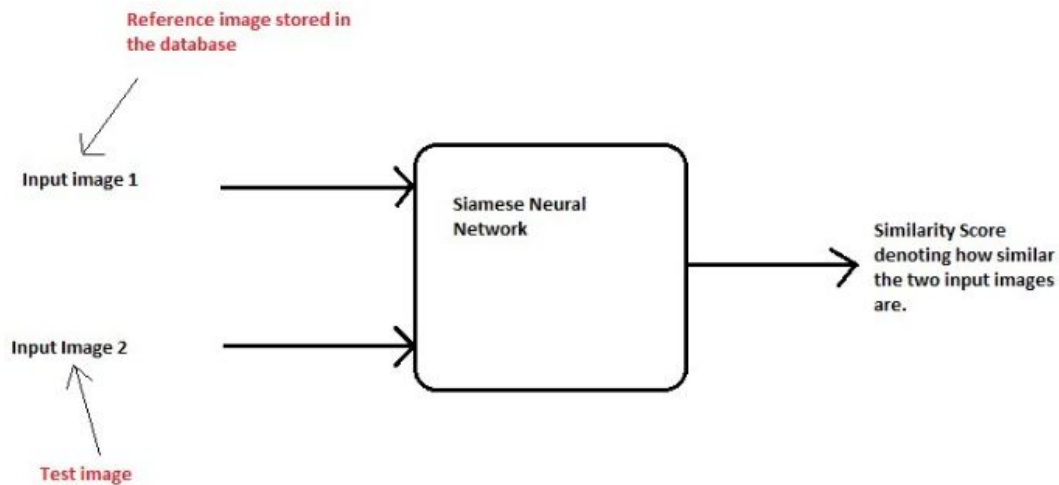 Reference image stored in
the database
Input image 1
Siamese Neural
Network
Similarity Score
denoting how similar
the two input images
are.
Input Image 2
Test image